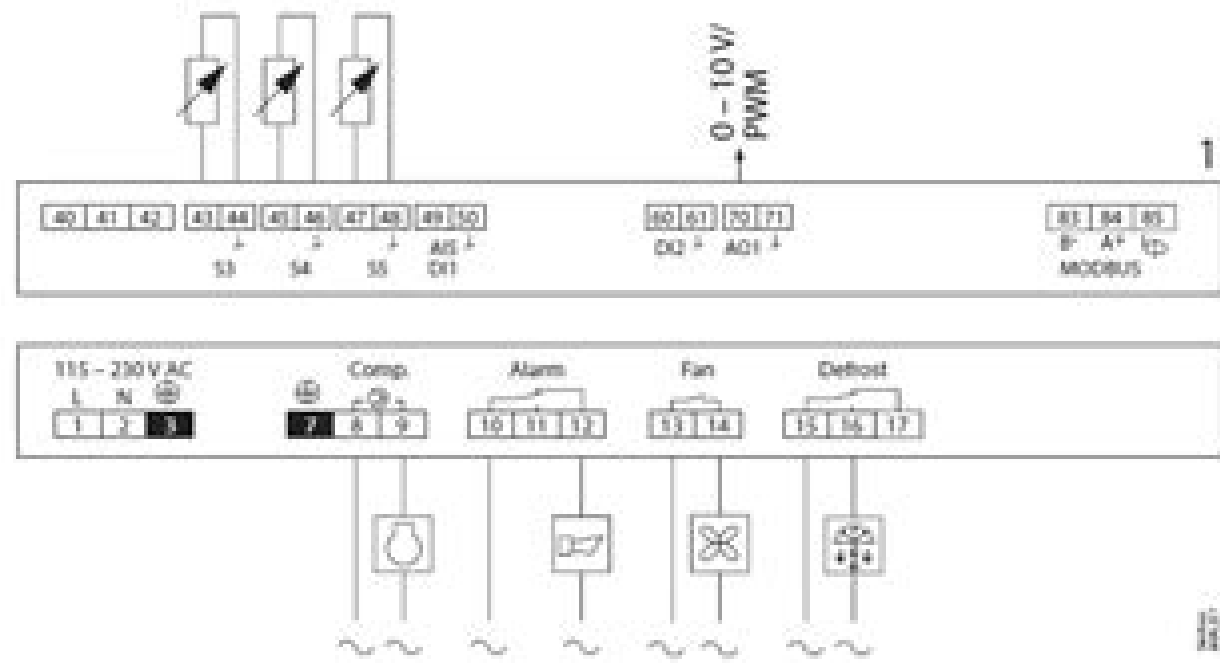 0 – 10 V/
PWM
40 41 42 43 44 45 46 47 48 49 50 60 61 70 71 83 84 85
S3 S4 S5 AI5 DI1 DI2 AO1 B- A+
MODBUS
115 – 230 V AC Comp. Alarm Fan Defrost
L N
1 2 3 7 8 9 10 11 12 13 14 15 16 17